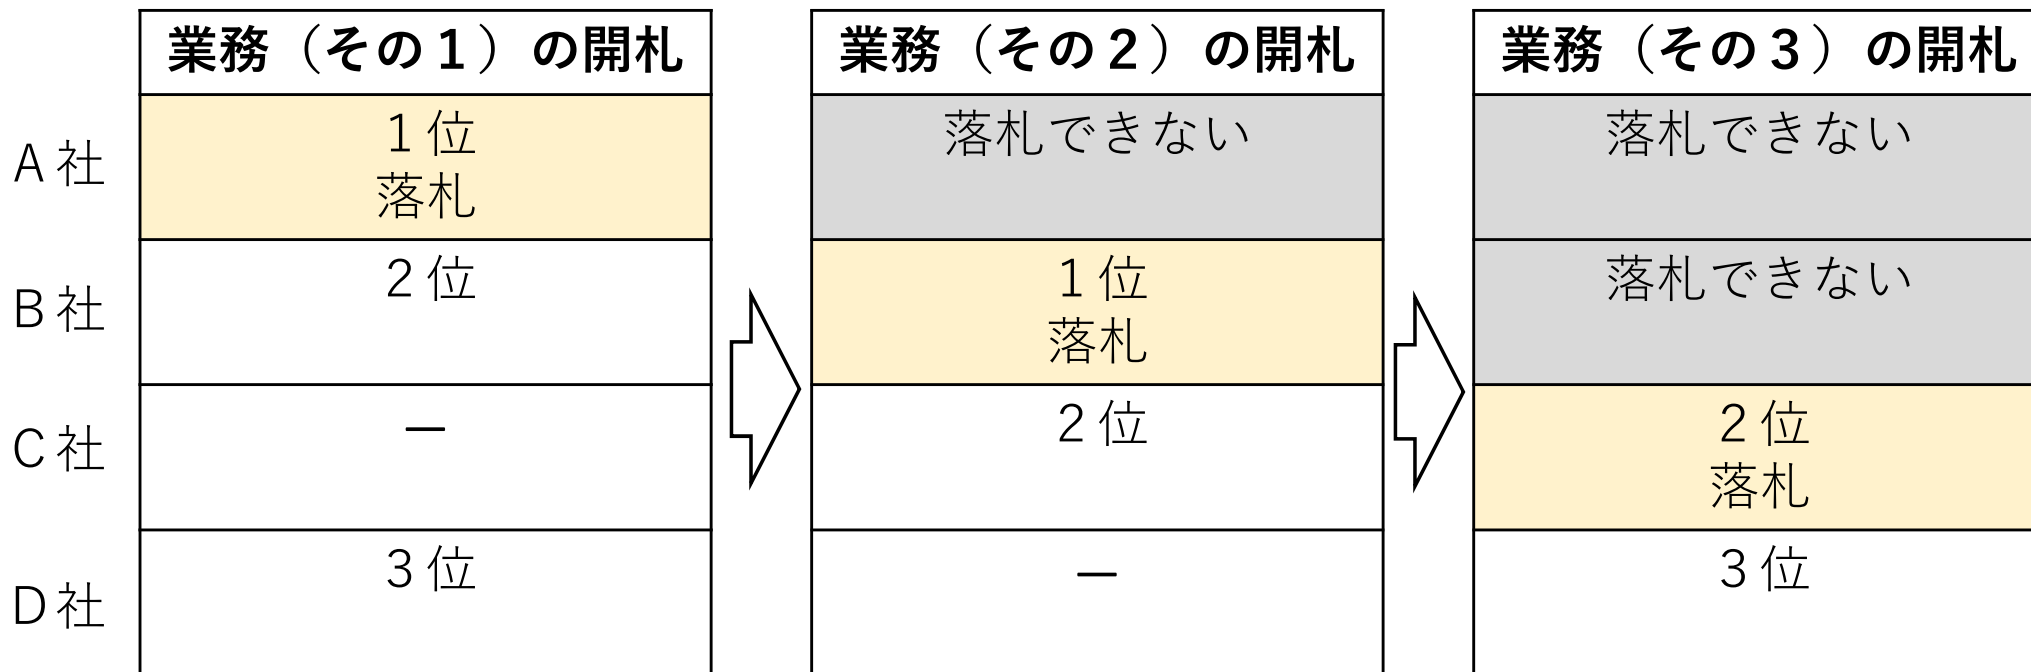 業務（その１）の開札
業務（その２）の開札
業務（その３）の開札
Ａ社
１位
落札
落札できない
落札できない
Ｂ社
２位
１位
落札
落札できない
Ｃ社
－
２位
２位
落札
Ｄ社
３位
－
３位